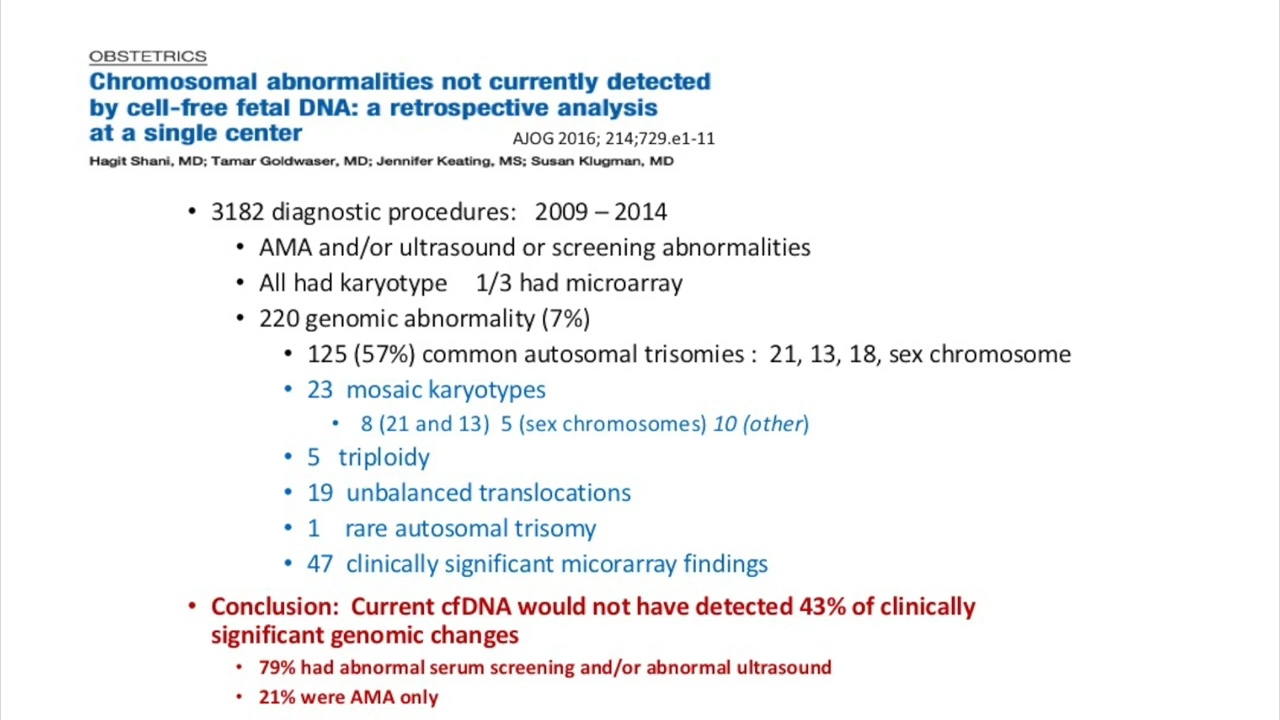 OBSTETRICS
Chromosomal abnormalities not currently detected
by cell-free fetal DNA: a retrospective analysis
at a single center
AJOG 2016; 214;729.e1-11
Hagit Shani, MD; Tamar Goldwaser, MD; Jennifer Keating, MS; Susan Klugman, MD
• 3182 diagnostic procedures: 2009 – 2014
• AMA and/or ultrasound or screening abnormalities
• All had karyotype 1/3 had microarray
• 220 genomic abnormality (7%)
• 125 (57%) common autosomal trisomies : 21, 13, 18, sex chromosome
• 23 mosaic karyotypes
• 8 (21 and 13) 5 (sex chromosomes) 10 (other)
• 5 triploidy
• 19 unbalanced translocations
• 1 rare autosomal trisomy
• 47 clinically significant micorarray findings
• Conclusion: Current cfDNA would not have detected 43% of clinically
significant genomic changes
• 79% had abnormal serum screening and/or abnormal ultrasound
• 21% were AMA only